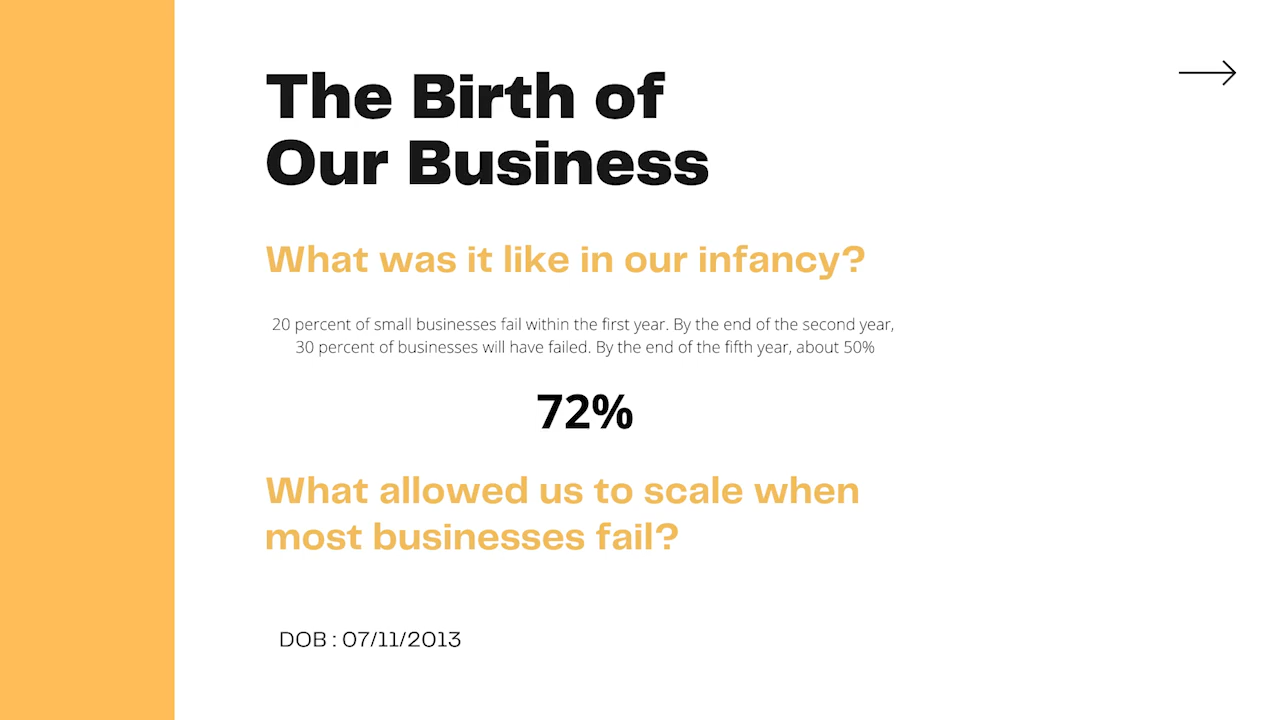 The Birth of
Our Business
What was it like in our infancy?
20 percent of small businesses fail within the first year. By the end of the second year,
30 percent of businesses will have failed. By the end of the fifth year, about 50%
72%
What allowed us to scale when
most businesses fail?
DOB : 07/11/2013